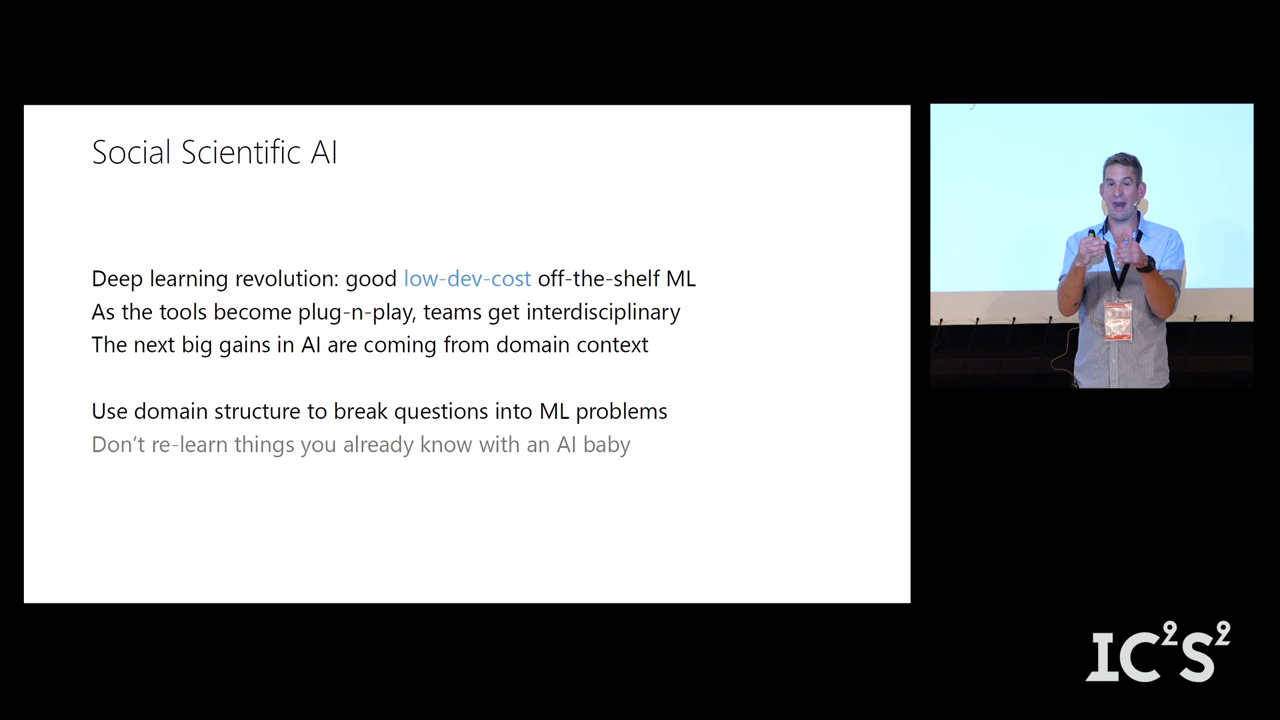 Social Scientific AI
Deep learning revolution: good low-dev-cost off-the-shelf ML
As the tools become plug-n-play, teams get interdisciplinary
The next big gains in AI are coming from domain context
Use domain structure to break questions into ML problems
Don’t re-learn things you already know with an AI baby
IC²S²